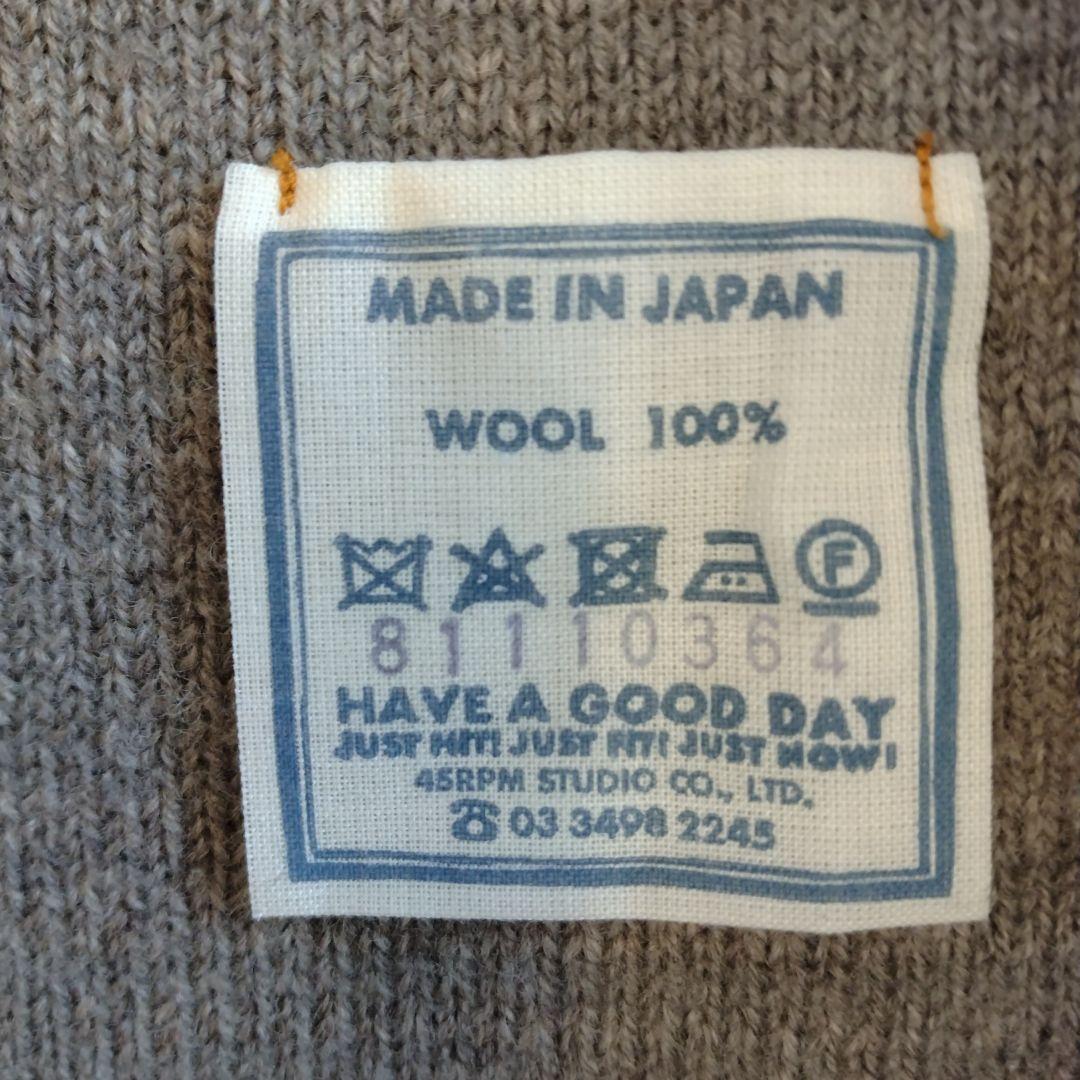 MADE IN JAPAN
WOOL 100%
F
81110364
HAVE A GOOD DAY
JUST HIT! JUST FIT! JUST NOW!
45RPM STUDIO CO., LTD.
☎ 03 3498 2245